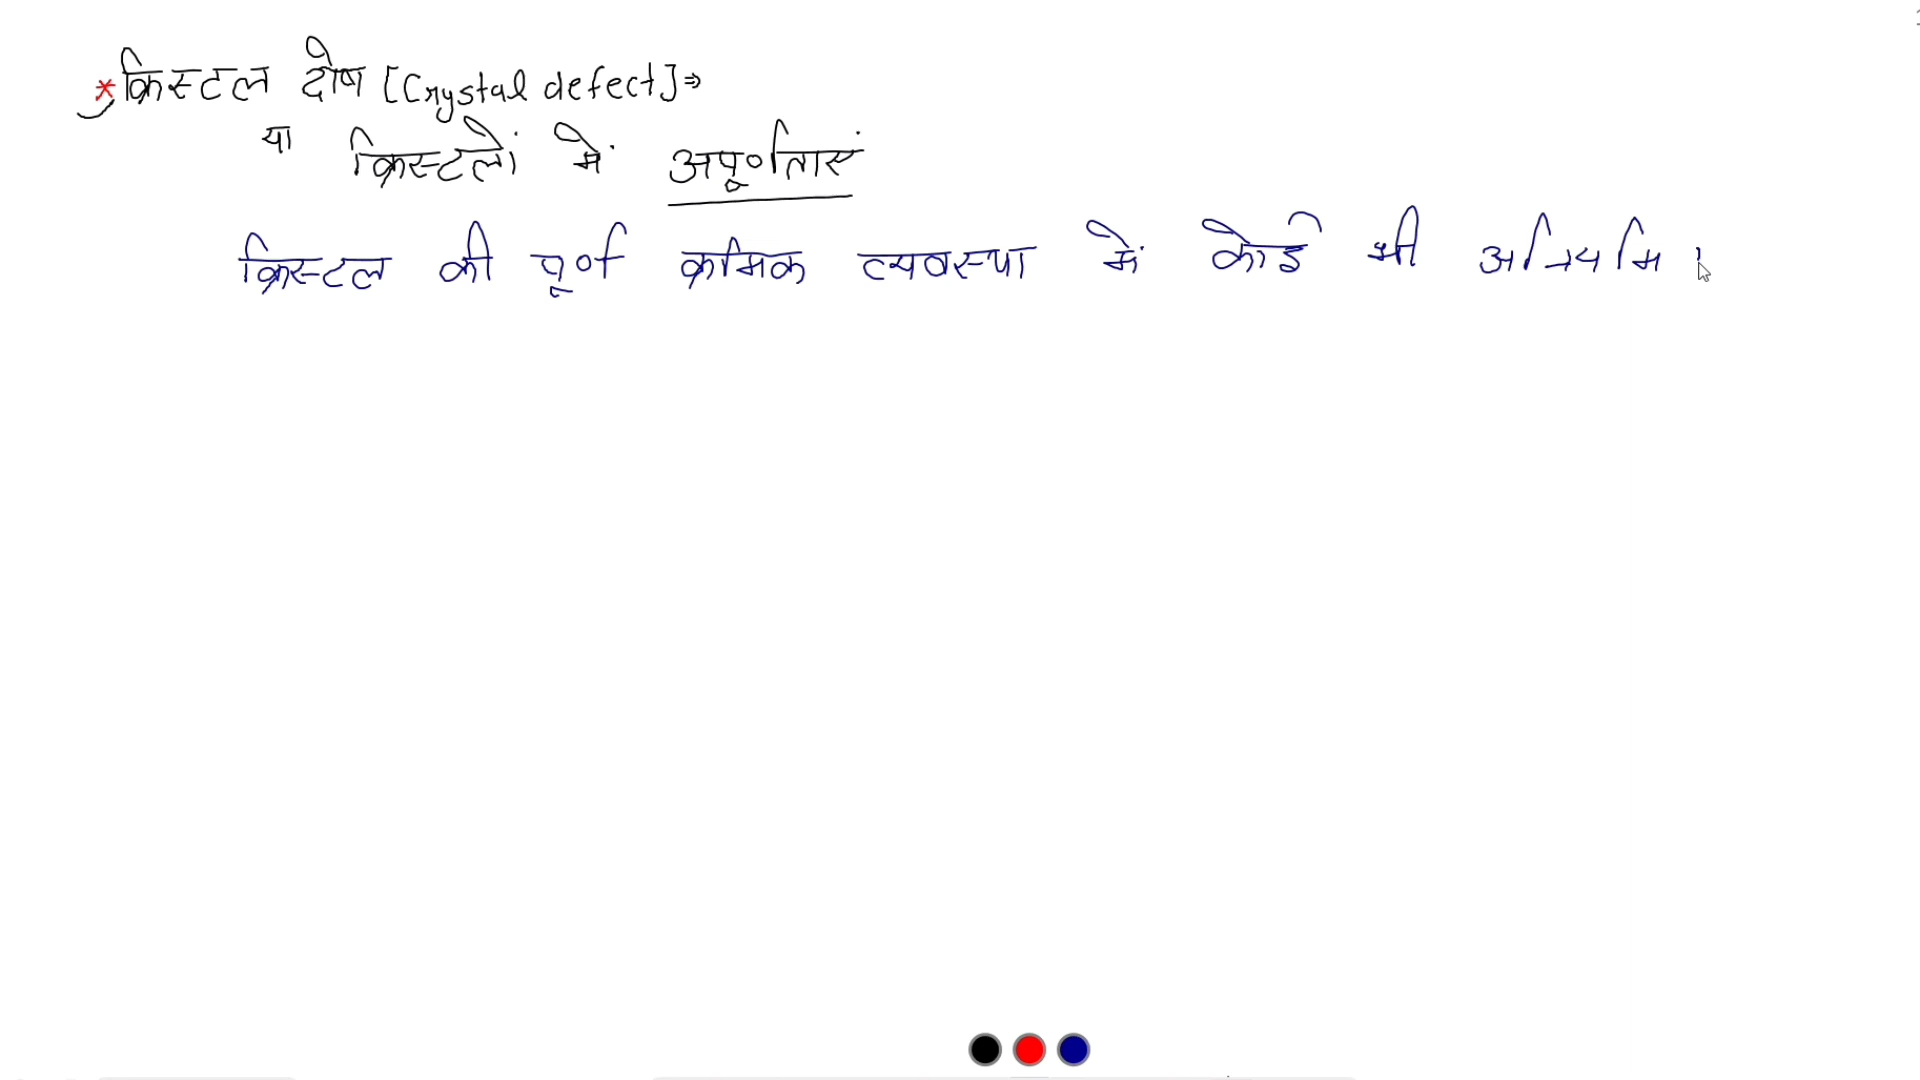 * क्रिस्टल दोष [Crystal defect] ⇒
या क्रिस्टलों में अपूर्णताएं
क्रिस्टल की पूर्ण क्रमिक व्यवस्था में कोई भी अनियमि